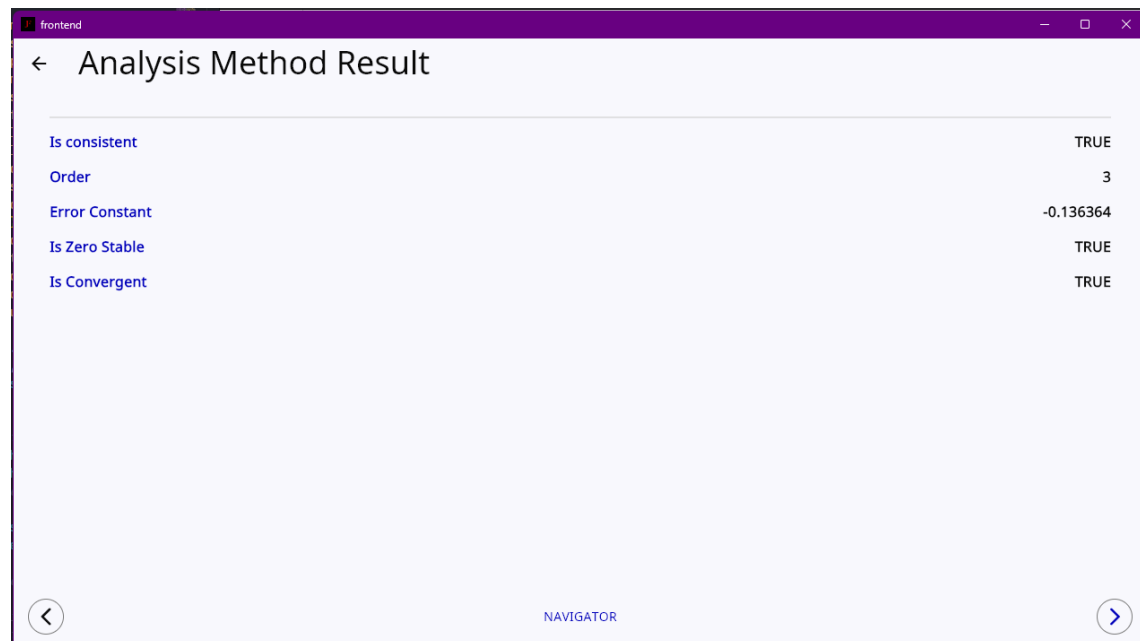 frontend
Analysis Method Result
Is consistent TRUE
Order 3
Error Constant -0.136364
Is Zero Stable TRUE
Is Convergent TRUE
NAVIGATOR